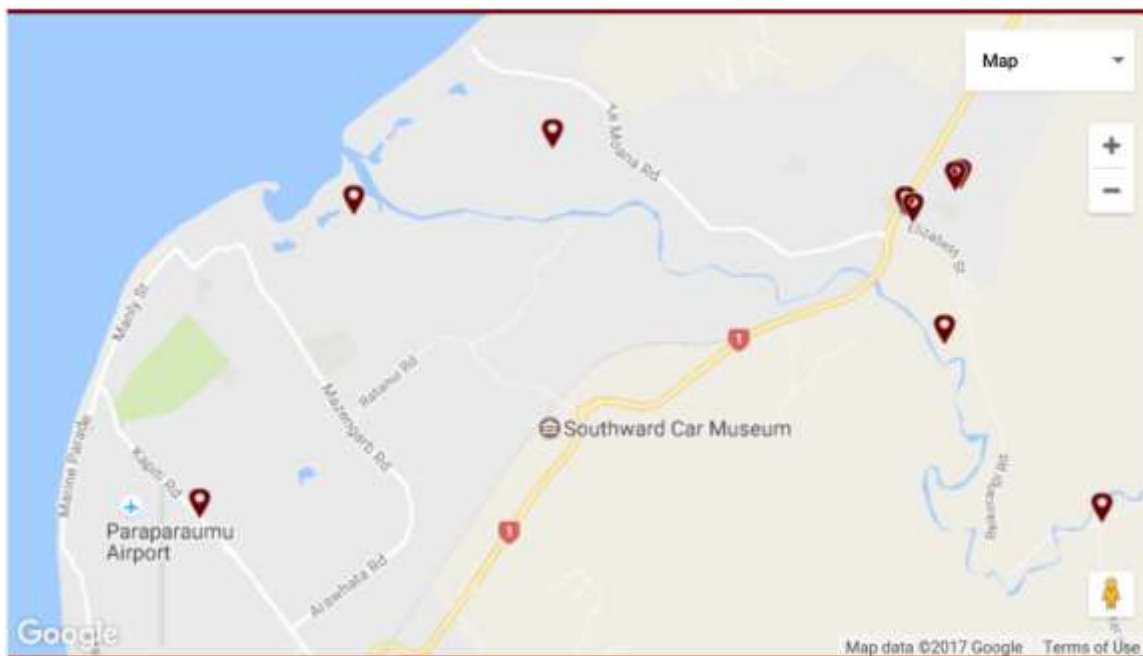 Map
Te Moana Rd
Elizabeth St
Manly St
1
Ratanui Rd
Mazengarb Rd
Southward Car Museum
Marine Parade
Kapiti Rd
Reikorangi Rd
Paraparaumu
Airport
1
Arawhata Rd
Google
Map data ©2017 Google
Terms of Use